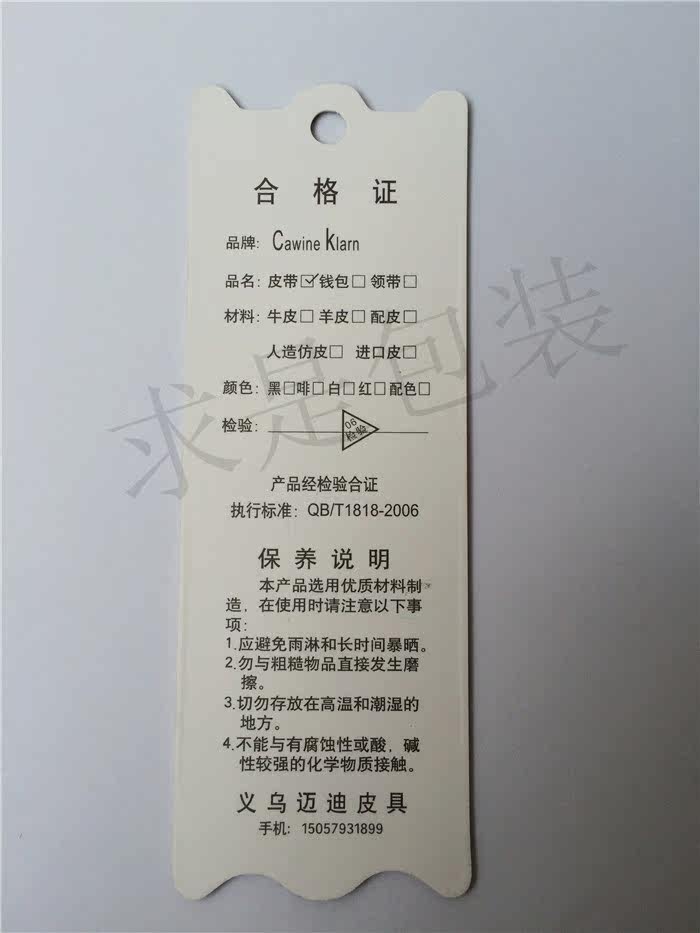 合格证
品牌: Cawine Klarn
品名: 皮带☑钱包□ 领带□
材料: 牛皮□ 羊皮□ 配皮□
人造仿皮□ 进口皮□
颜色: 黑□啡□白□红□配色□
检验:
06
检验
产品经检验合证
执行标准: QB/T1818-2006
保养说明
本产品选用优质材料制
造，在使用时请注意以下事
项:
1.应避免雨淋和长时间暴晒。
2.勿与粗糙物品直接发生磨
擦。
3.切勿存放在高温和潮湿的
地方。
4.不能与有腐蚀性或酸，碱
性较强的化学物质接触。
义乌迈迪皮具
手机: 15057931899
求是包装